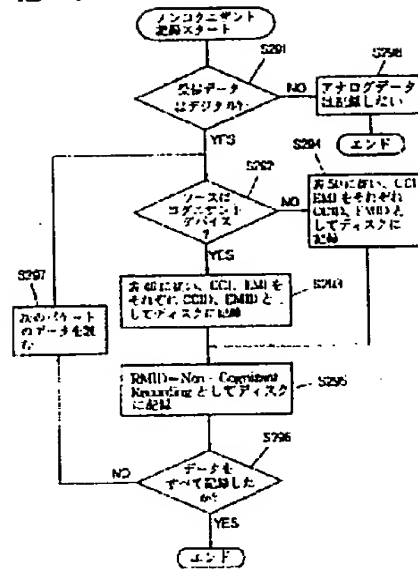 ノンコグニザント
記録スタート
S291
受信データ
はデジタル?
NO
S298
アナログデータ
は記録しない
エンド
YES
S294
S292
ソースは
コグニザント
デバイス
?
NO
に従い、CCI、
EMIをそれぞれ
CCID、EMIDと
してディスクに
記録
YES
S297
次のパケット
のデータを読
む
に従い、CCI、EMIを
それぞれCCID、EMIDと
してディスクに記録
S293
RMID=Non-Cognizant
Recordingとしてディスク
に記録
S295
S296
データを
すべて記録した
か?
NO
YES
エンド